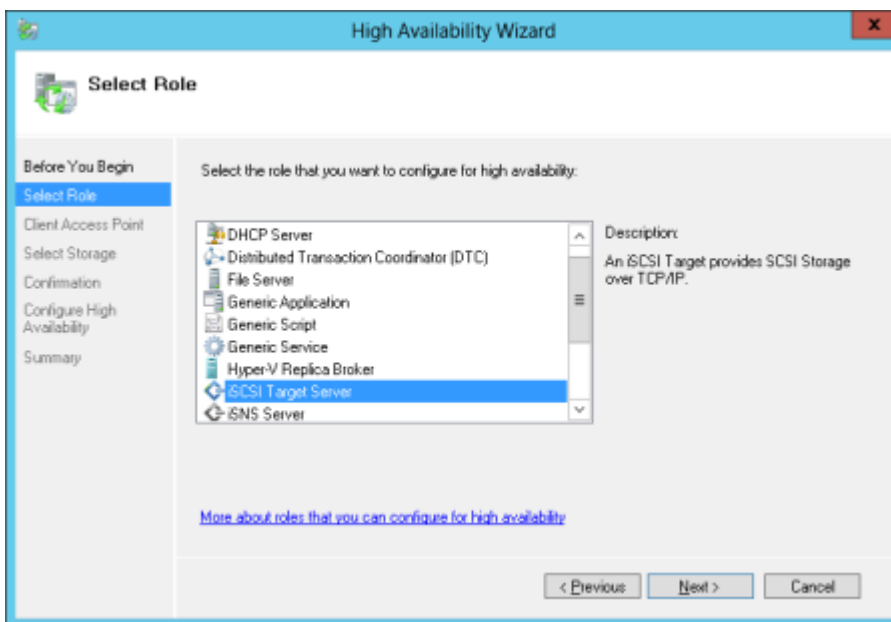 High Availability Wizard
x
Select Role
Before You Begin
Select Role
Client Access Point
Select Storage
Confirmation
Configure High
Availability
Summary
Select the role that you want to configure for high availability:
DHCP Server
Distributed Transaction Coordinator (DTC)
File Server
Generic Application
Generic Script
Generic Service
Hyper-V Replica Broker
iSCSI Target Server
iSNS Server
Description:
An iSCSI Target provides SCSI Storage
over TCP/IP.
More about roles that you can configure for high availability
< Previous
Next >
Cancel